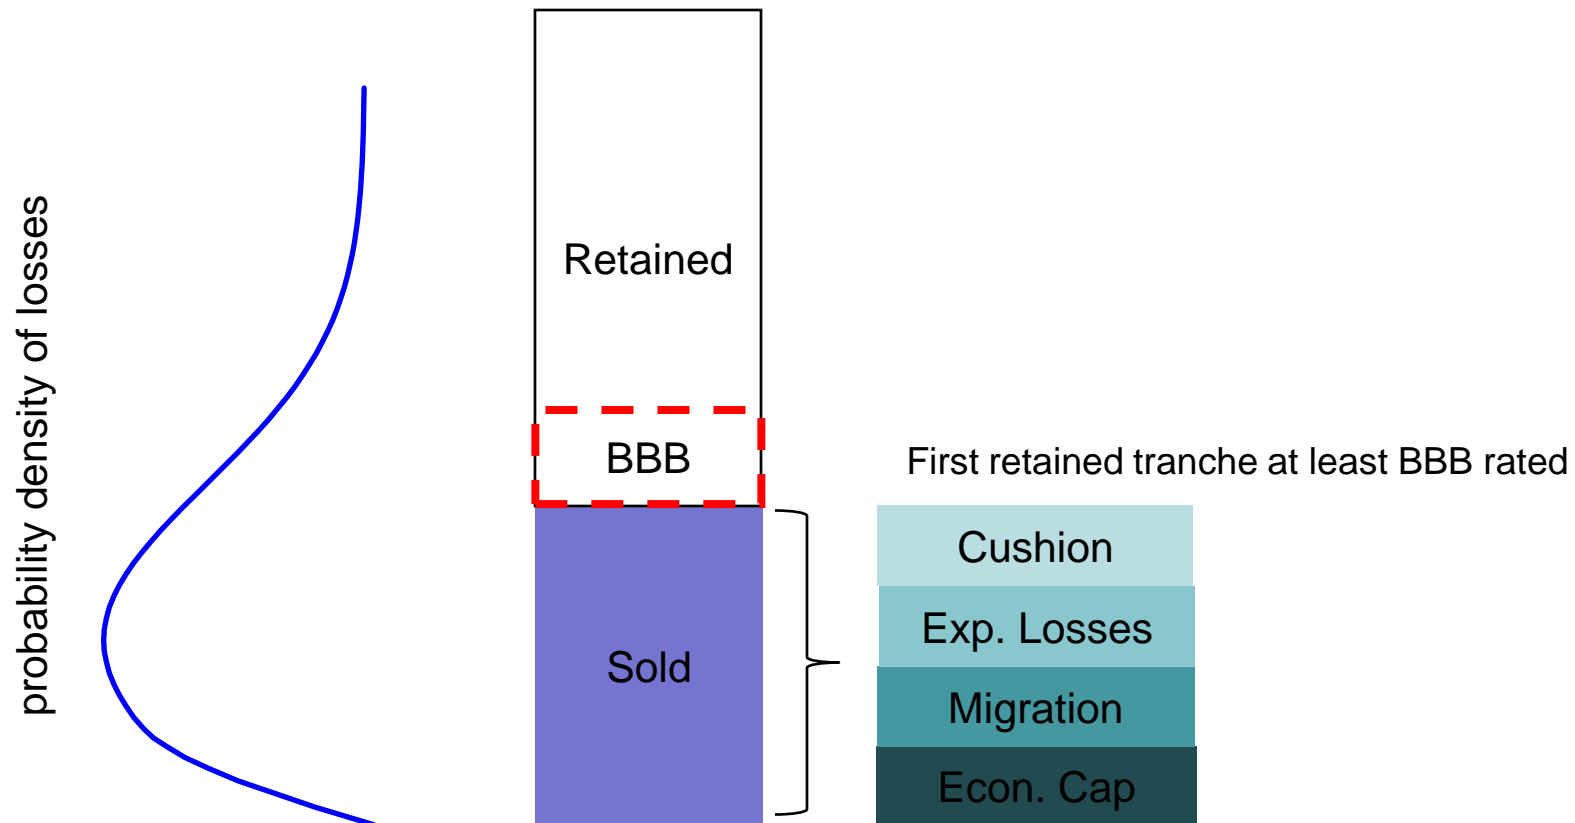 probability density of losses
Retained
BBB
Sold
First retained tranche at least BBB rated
Cushion
Exp. Losses
Migration
Econ. Cap